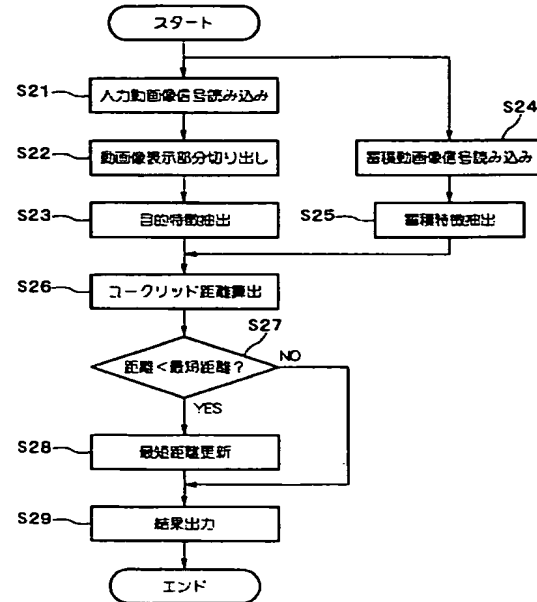 スタート
S21
入力動画像信号読み込み
S24
S22
動画像表示部分切り出し
蓄積動画像信号読み込み
S23
目的特徴抽出
S25
蓄積特徴抽出
S26
ユークリッド距離算出
S27
距離<最短距離?
NO
YES
S28
最短距離更新
S29
結果出力
エンド